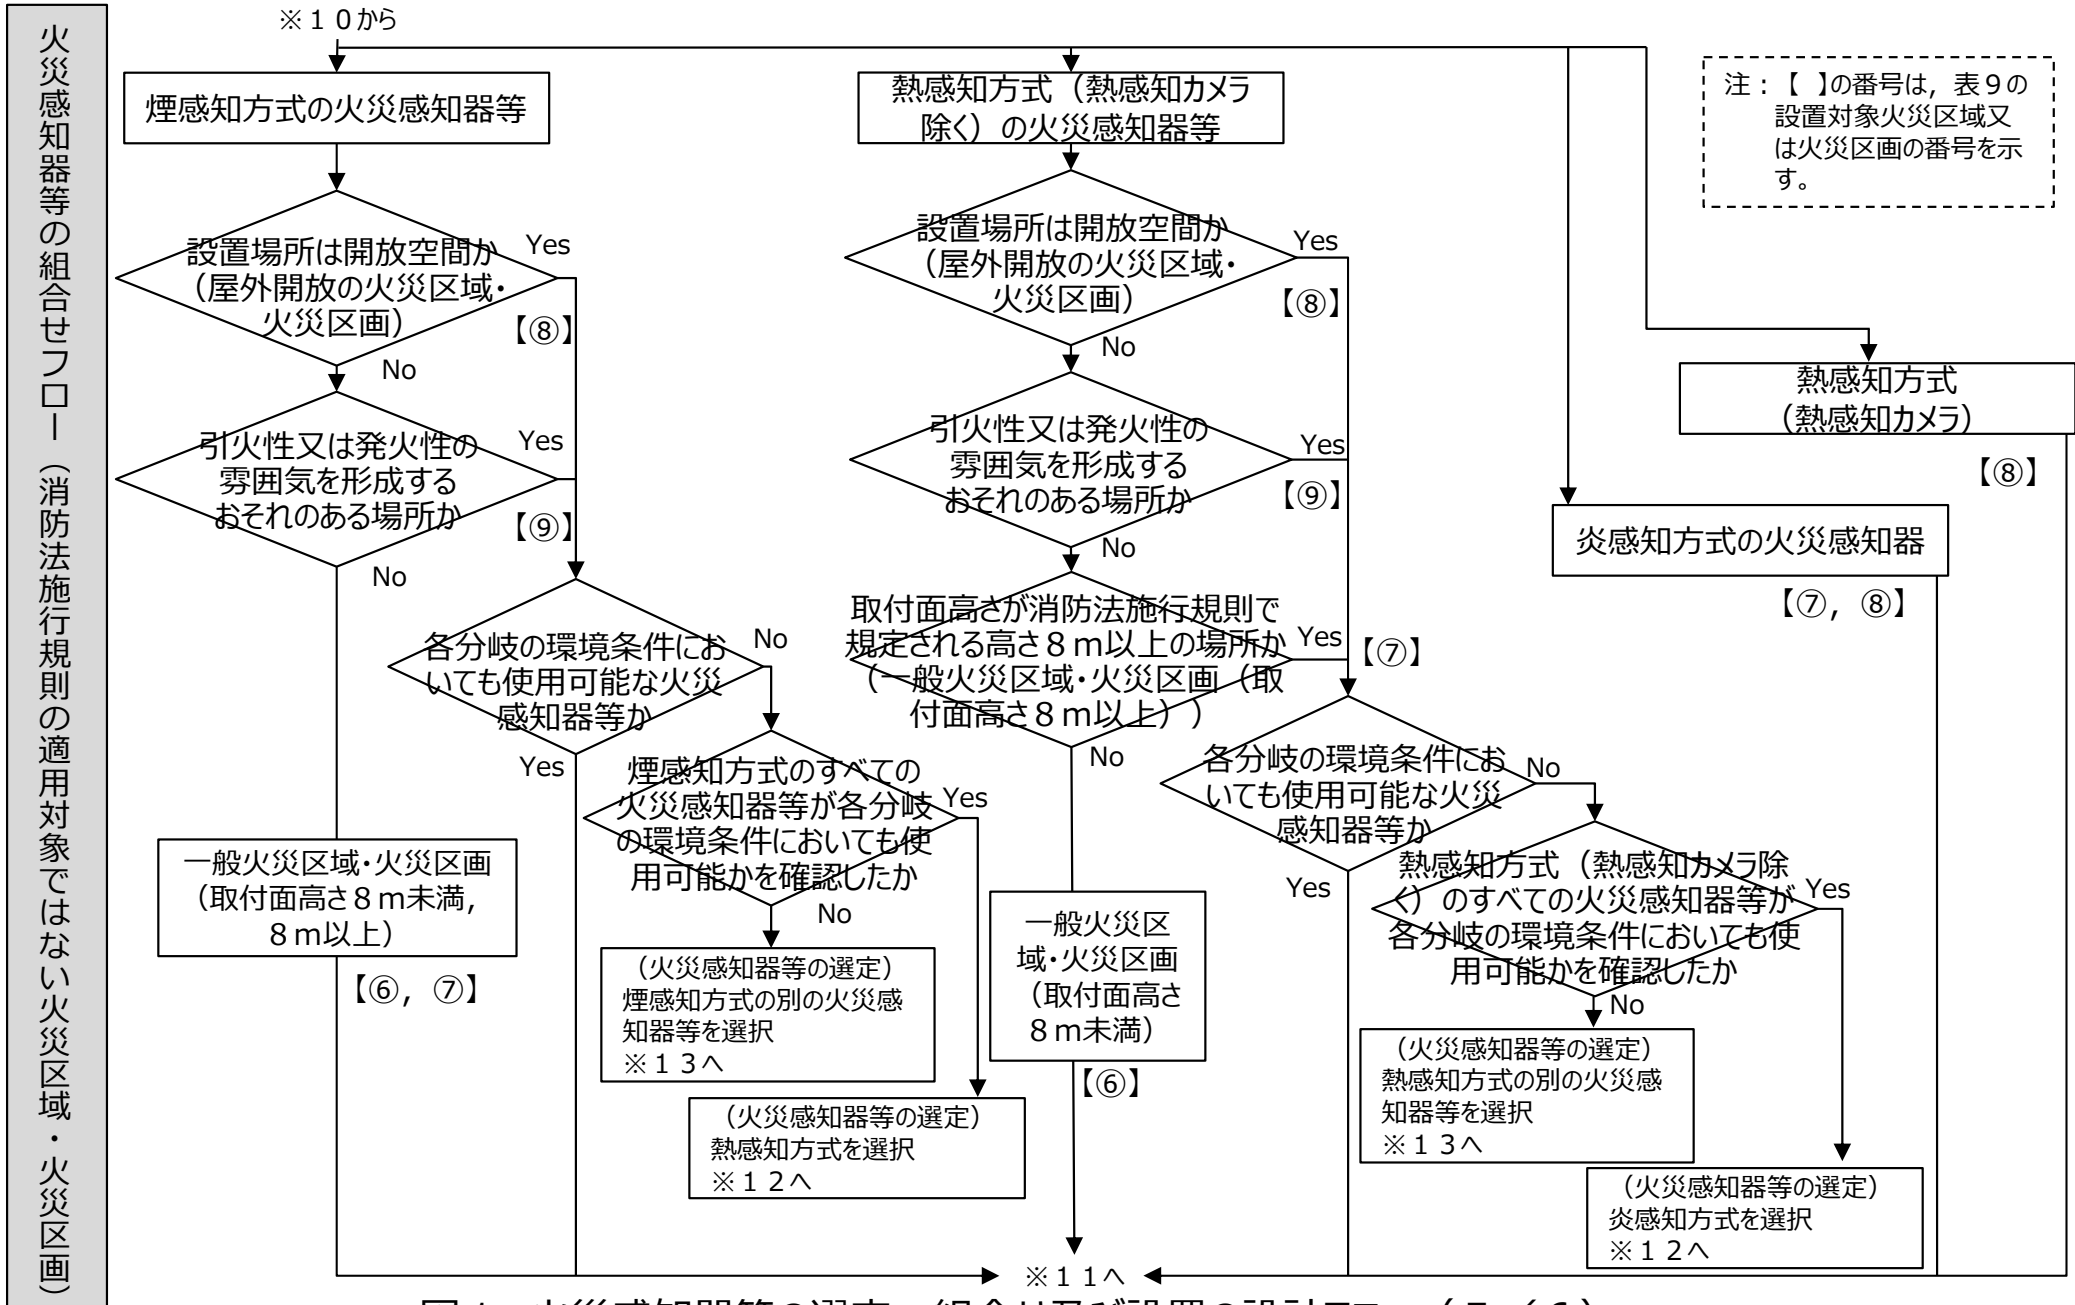 火災感知器等の組合せフロー（消防法施行規則の適用対象ではない火災区域・火災区画）
※１０から
煙感知方式の火災感知器等
設置場所は開放空間か
（屋外開放の火災区域・
火災区画）
Yes
【⑧】
No
引火性又は発火性の
雰囲気を形成する
おそれのある場所か
Yes
【⑨】
No
各分岐の環境条件にお
いても使用可能な火災
感知器等か
No
Yes
煙感知方式のすべての
火災感知器等が各分岐
の環境条件においても使
用可能かを確認したか
Yes
No
一般火災区域・火災区画
（取付面高さ８ｍ未満，
８ｍ以上）
【⑥，⑦】
（火災感知器等の選定）
煙感知方式の別の火災感
知器等を選択
※１３へ
（火災感知器等の選定）
熱感知方式を選択
※１２へ
熱感知方式（熱感知カメラ
除く）の火災感知器等
設置場所は開放空間か
（屋外開放の火災区域・
火災区画）
Yes
【⑧】
No
引火性又は発火性の
雰囲気を形成する
おそれのある場所か
Yes
【⑨】
No
取付面高さが消防法施行規則で
規定される高さ８ｍ以上の場所か
（一般火災区域・火災区画（取
付面高さ８ｍ以上））
Yes
【⑦】
No
一般火災区
域・火災区画
（取付面高さ
８ｍ未満）
【⑥】
各分岐の環境条件にお
いても使用可能な火災
感知器等か
No
Yes
熱感知方式（熱感知カメラ除
く）のすべての火災感知器等が
各分岐の環境条件においても使
用可能かを確認したか
Yes
No
（火災感知器等の選定）
熱感知方式の別の火災感
知器等を選択
※１３へ
（火災感知器等の選定）
炎感知方式を選択
※１２へ
注：【　】の番号は，表９の
設置対象火災区域又
は火災区画の番号を示
す。
熱感知方式
（熱感知カメラ）
【⑧】
炎感知方式の火災感知器
【⑦，⑧】
※１１へ